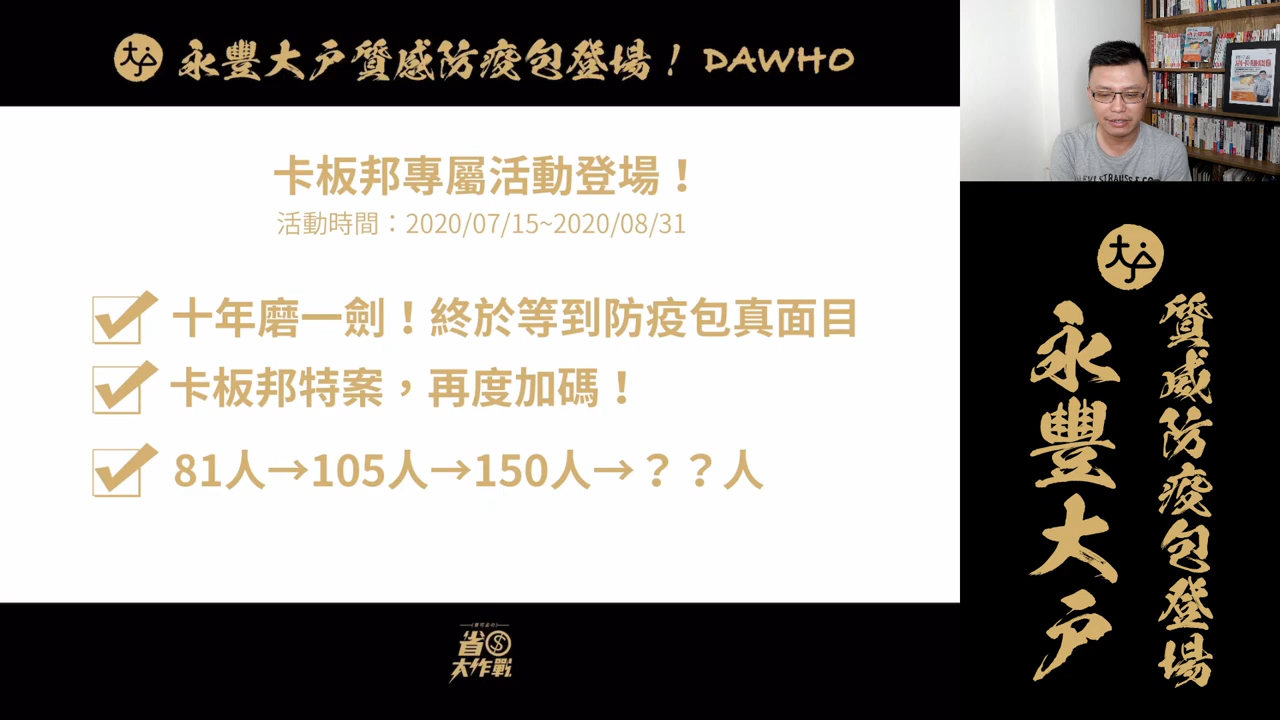 大戶 永豐大戶質感防疫包登場！DAWHO
卡板邦專屬活動登場！
活動時間：2020/07/15~2020/08/31
十年磨一劍！終於等到防疫包真面目
卡板邦特案，再度加碼！
81人→105人→150人→？？人
省$
大作戰
大戶
永豐大戶
質感防疫包登場